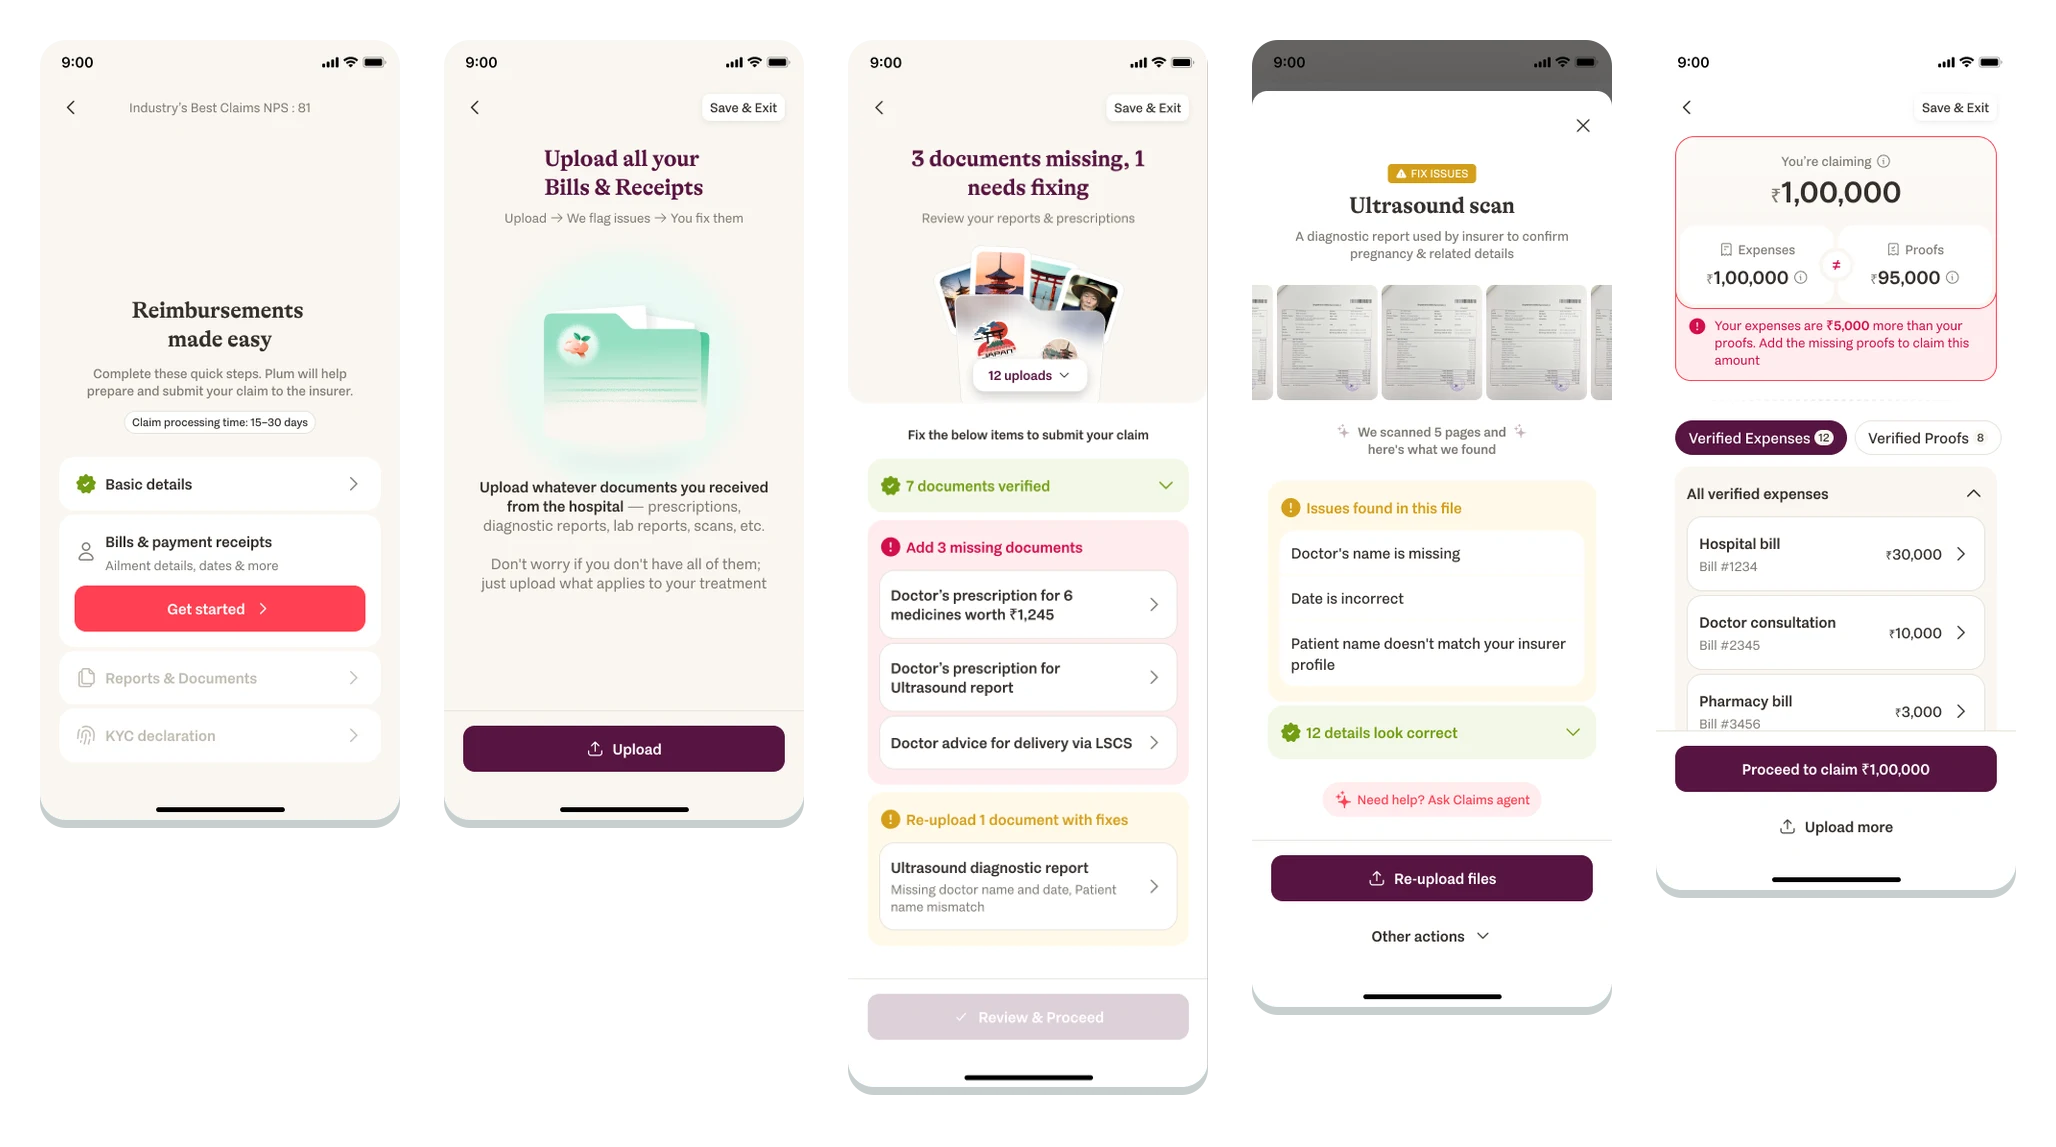 9:00
Industry's Best Claims NPS : 81
Reimbursements
made easy
Complete these quick steps. Plum will help
prepare and submit your claim to the insurer.
Claim processing time: 15–30 days
Basic details
Bills & payment receipts
Ailment details, dates & more
Get started
Reports & Documents
KYC declaration
9:00
Save & Exit
Upload all your
Bills & Receipts
Upload → We flag issues → You fix them
Upload whatever documents you received
from the hospital — prescriptions,
diagnostic reports, lab reports, scans, etc.
Don't worry if you don't have all of them;
just upload what applies to your treatment
Upload
9:00
Save & Exit
3 documents missing, 1
needs fixing
Review your reports & prescriptions
JAPAN
12 uploads
Fix the below items to submit your claim
7 documents verified
Add 3 missing documents
Doctor's prescription for 6
medicines worth ₹1,245
Doctor's prescription for
Ultrasound report
Doctor advice for delivery via LSCS
Re-upload 1 document with fixes
Ultrasound diagnostic report
Missing doctor name and date, Patient
name mismatch
Review & Proceed
9:00
FIX ISSUES
Ultrasound scan
A diagnostic report used by insurer to confirm
pregnancy & related details
We scanned 5 pages and
here's what we found
Issues found in this file
Doctor's name is missing
Date is incorrect
Patient name doesn't match your insurer
profile
12 details look correct
Need help? Ask Claims agent
Re-upload files
Other actions
9:00
Save & Exit
You're claiming
₹1,00,000
Expenses
₹1,00,000
≠
Proofs
₹95,000
Your expenses are ₹5,000 more than your
proofs. Add the missing proofs to claim this
amount
Verified Expenses 12
Verified Proofs 8
All verified expenses
Hospital bill
Bill #1234
₹30,000
Doctor consultation
Bill #2345
₹10,000
Pharmacy bill
Bill #3456
₹3,000
Proceed to claim ₹1,00,000
Upload more